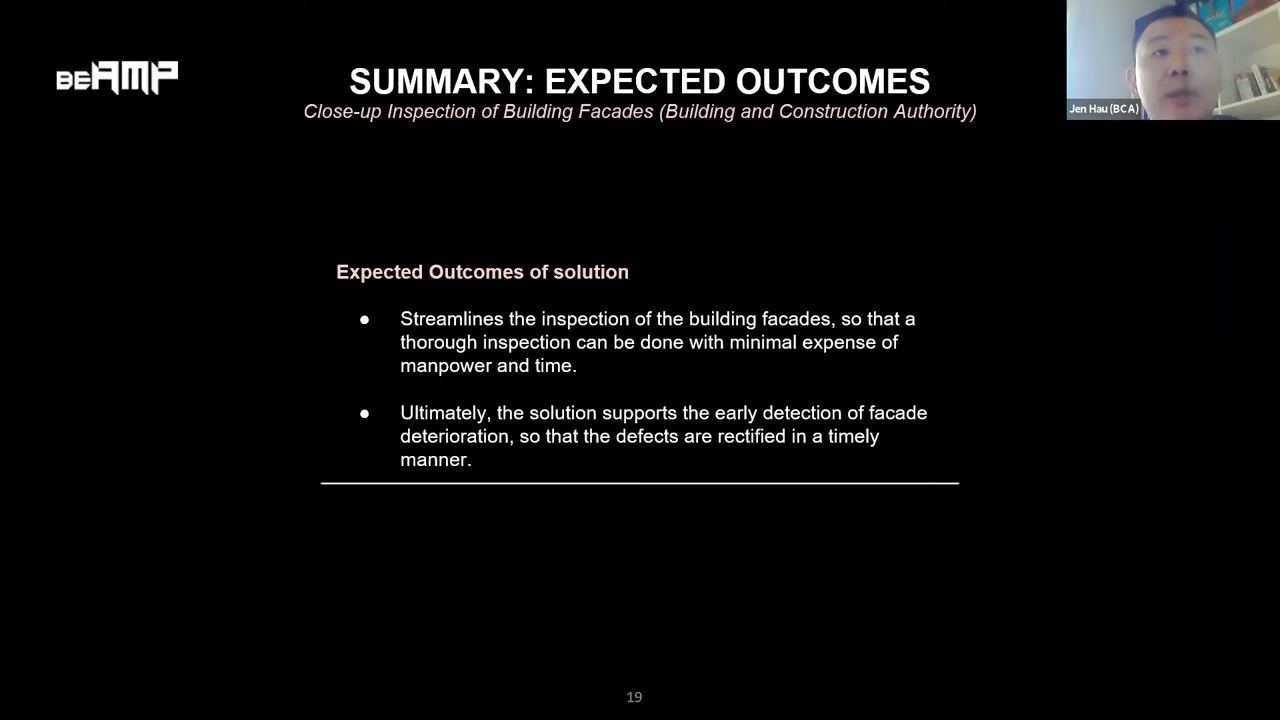 BEAMP
SUMMARY: EXPECTED OUTCOMES
Close-up Inspection of Building Facades (Building and Construction Authority)
Jen Hau (BCA)
Expected Outcomes of solution
● Streamlines the inspection of the building facades, so that a
thorough inspection can be done with minimal expense of
manpower and time.
● Ultimately, the solution supports the early detection of facade
deterioration, so that the defects are rectified in a timely
manner.
19